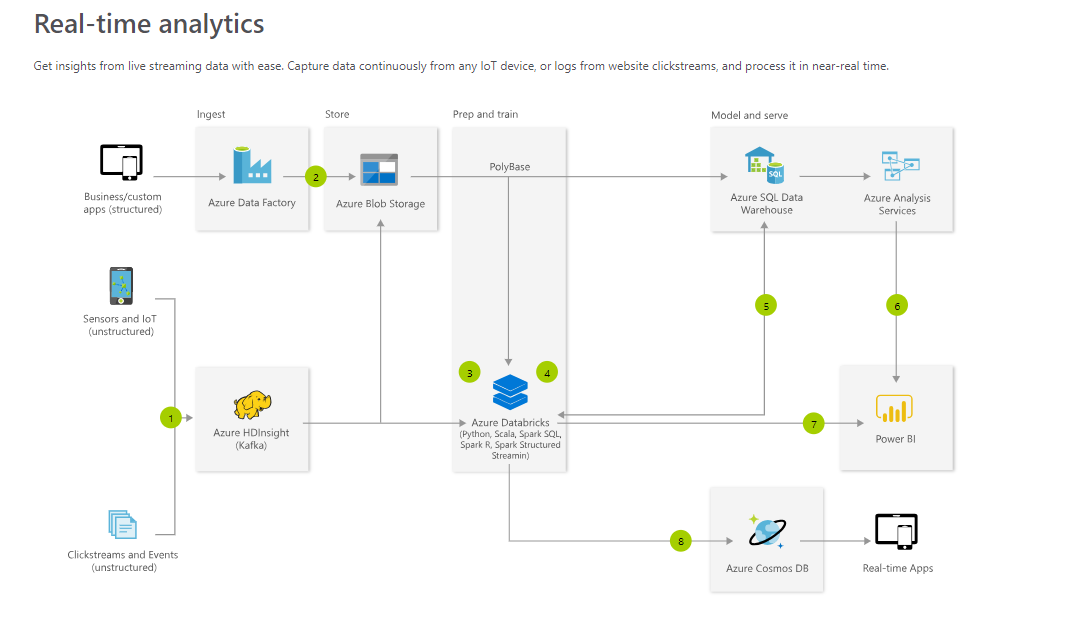 Real-time analytics
Get insights from live streaming data with ease. Capture data continuously from any IoT device, or logs from website clickstreams, and process it in near-real time.
Ingest
Store
Prep and train
Model and serve
Business/custom
apps (structured)
Azure Data Factory
2
Azure Blob Storage
PolyBase
SQL
Azure SQL Data
Warehouse
Azure Analysis
Services
Sensors and IoT
(unstructured)
5
6
3
4
1
Azure HDInsight
(Kafka)
Azure Databricks
(Python, Scala, Spark SQL,
Spark R, Spark Structured
Streamin)
7
Power BI
Clickstreams and Events
(unstructured)
8
Azure Cosmos DB
Real-time Apps